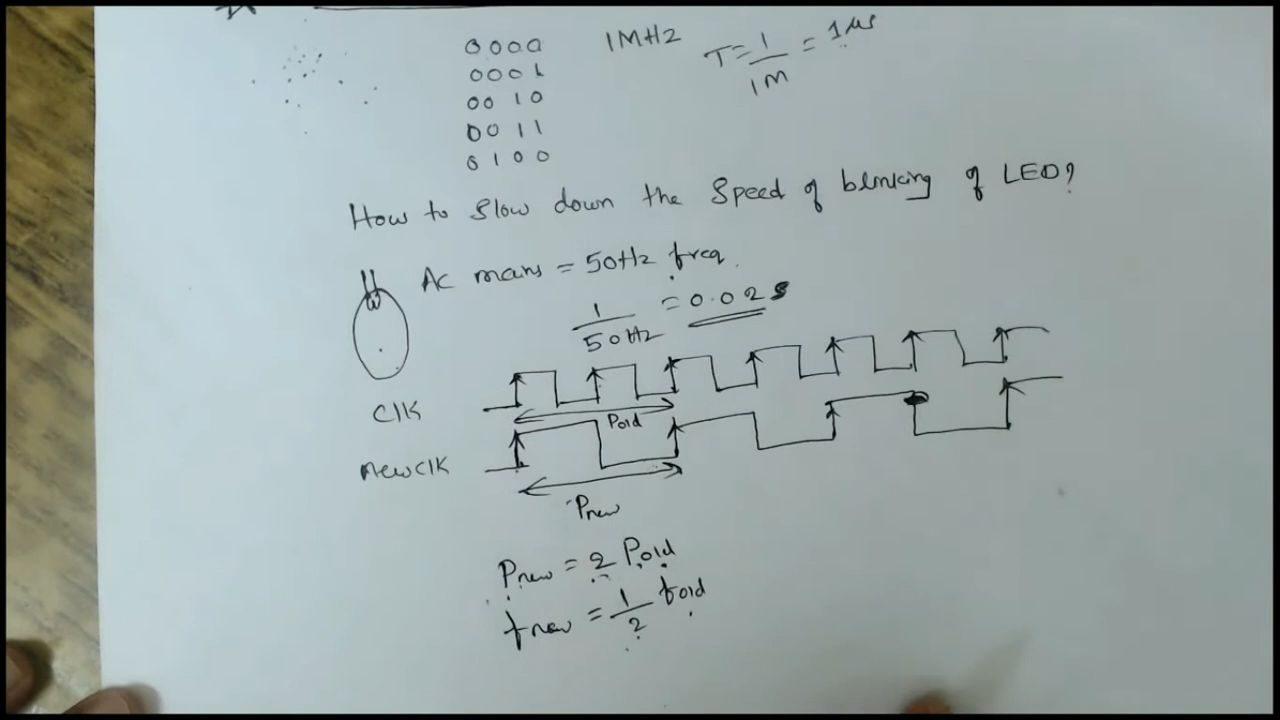 0000 1MHz T = 1/1M = 1μs
0001
0010
0011
0100
How to slow down the speed of blinking of LED?
AC mans = 50Hz freq.
1/50Hz = 0.02s
Clk
Pold
newclk
Pnew
Pnew = 2 Pold
fnew = 1/2 fold